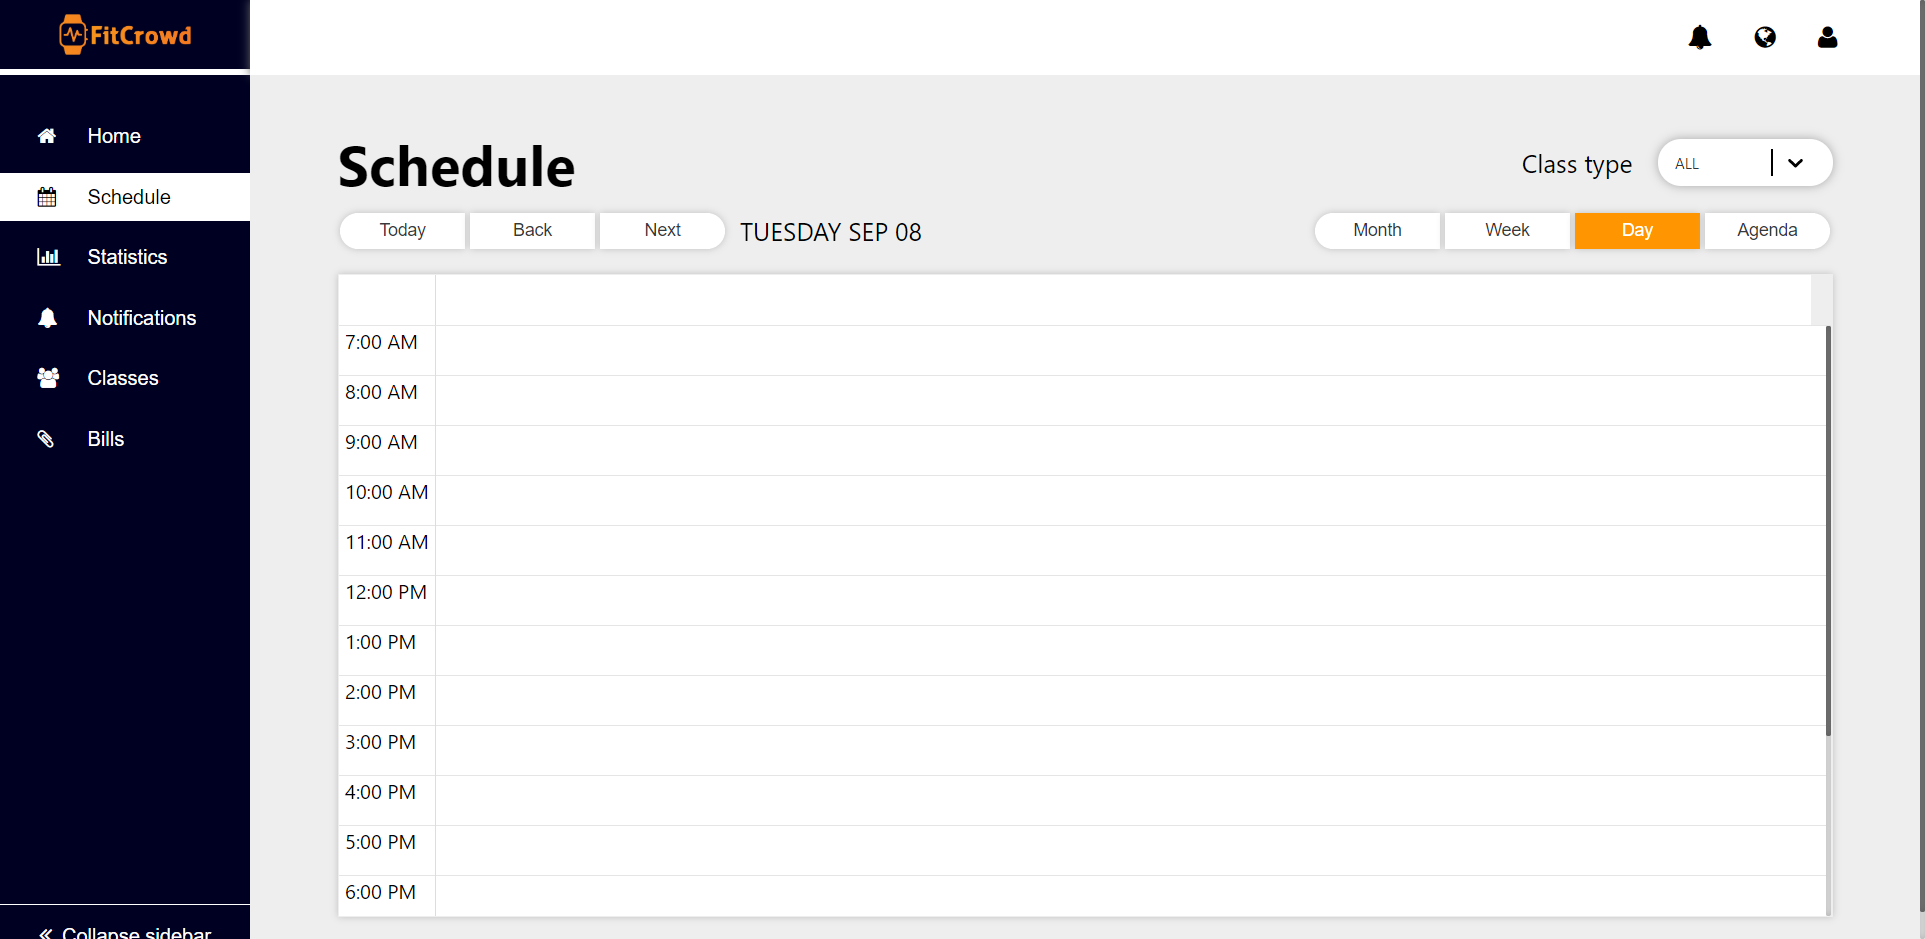 FitCrowd
Home
Schedule
Statistics
Notifications
Classes
Bills
Collapse sidebar
Schedule
Class type
ALL
Today
Back
Next
TUESDAY SEP 08
Month
Week
Day
Agenda
7:00 AM
8:00 AM
9:00 AM
10:00 AM
11:00 AM
12:00 PM
1:00 PM
2:00 PM
3:00 PM
4:00 PM
5:00 PM
6:00 PM